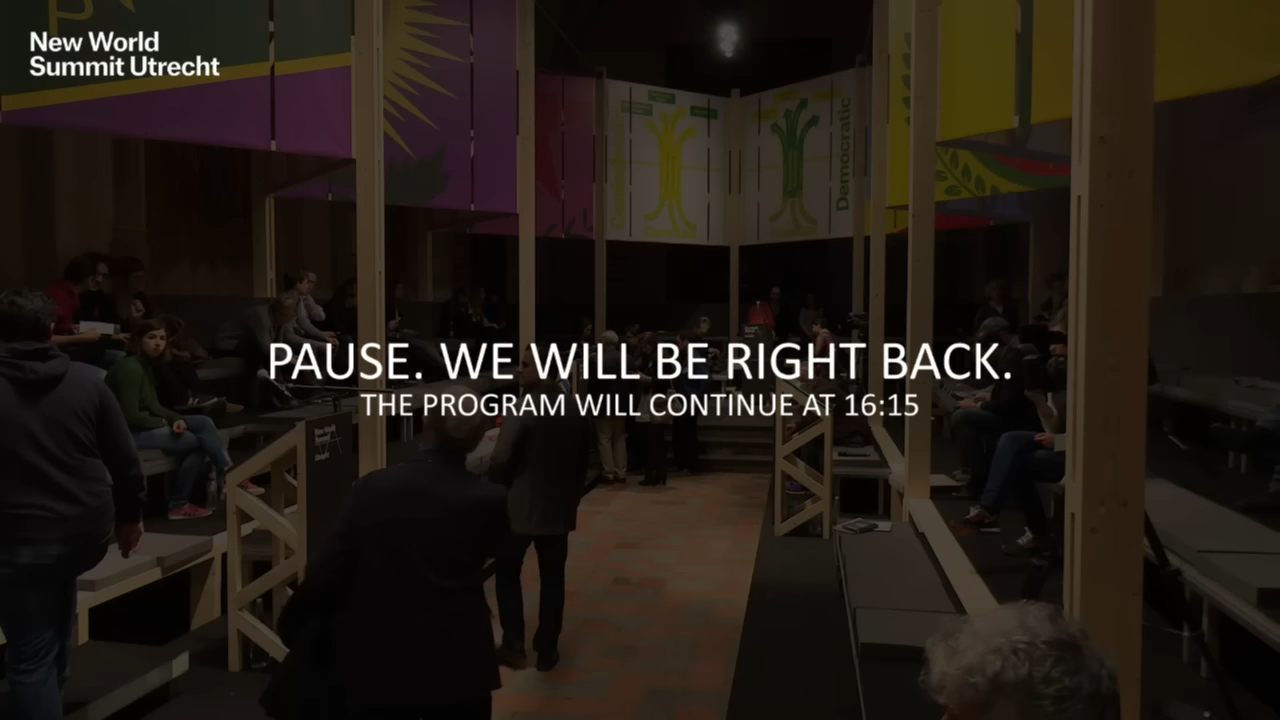 New World
Summit Utrecht
Democratic
PAUSE. WE WILL BE RIGHT BACK.
THE PROGRAM WILL CONTINUE AT 16:15